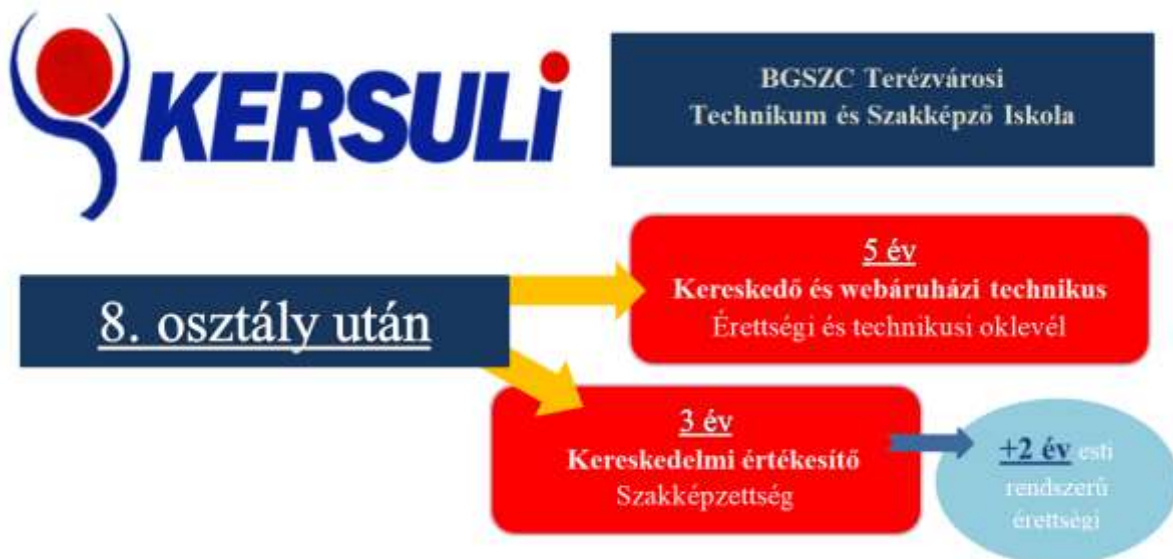 KERSULi
BGSZC Terézvárosi
Technikum és Szakképző Iskola
8. osztály után
5 év
Kereskedő és webáruházi technikus
Érettségi és technikusi oklevél
3 év
Kereskedelmi értékesítő
Szakképzettség
+2 év esti
rendszerű
érettségi